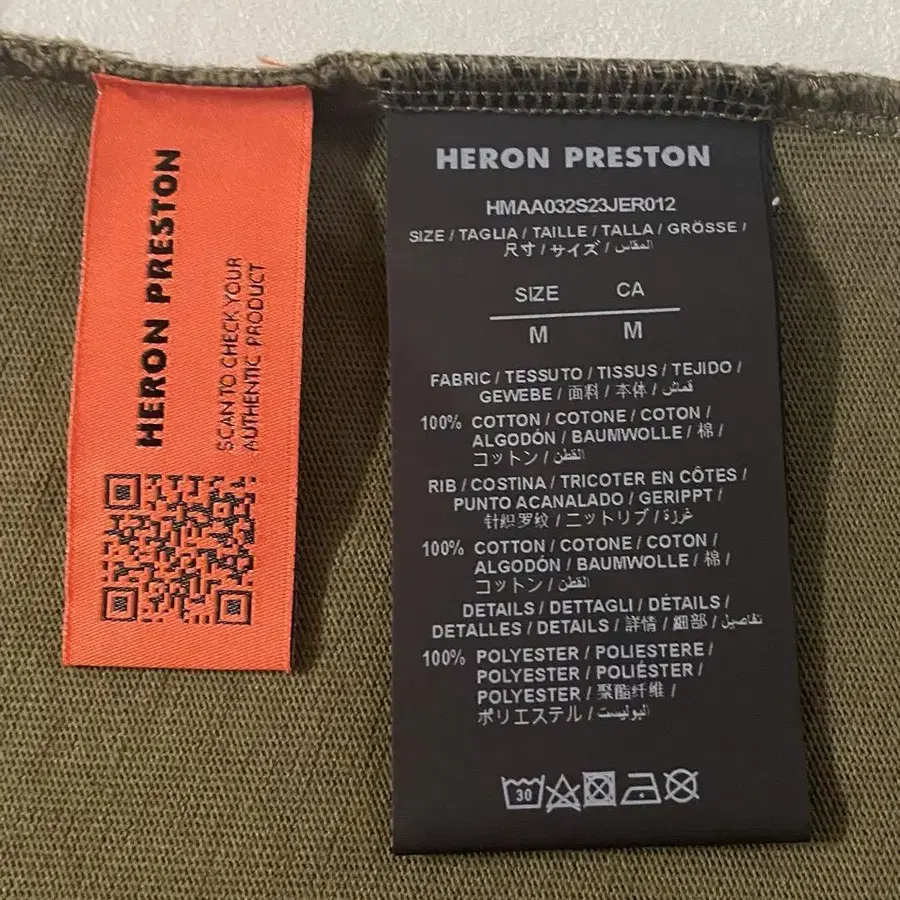 HERON PRESTON
SCAN TO CHECK YOUR
AUTHENTIC PRODUCT
HERON PRESTON
HMAA032S23JER012
SIZE / TAGLIA / TAILLE / TALLA / GRÖSSE /
尺寸 / サイズ / المقاس
SIZE CA
M M
FABRIC / TESSUTO / TISSUS / TEJIDO /
GEWEBE / 面料 / 本体 / قماش
100% COTTON / COTONE / COTON /
ALGODÓN / BAUMWOLLE / 棉 /
コットン / القطن
RIB / COSTINA / TRICOTER EN CÔTES /
PUNTO ACANALADO / GERIPPT /
针织罗纹 / ニットリブ / غرزة
100% COTTON / COTONE / COTON /
ALGODÓN / BAUMWOLLE / 棉 /
コットン / القطن
DETAILS / DETTAGLI / DÉTAILS /
DETALLES / DETAILS / 詳情 / 細部 / تفاصيل
100% POLYESTER / POLIESTERE /
POLYESTER / POLIÉSTER /
POLYESTER / 聚酯纤维 /
ポリエステル / البوليست
30